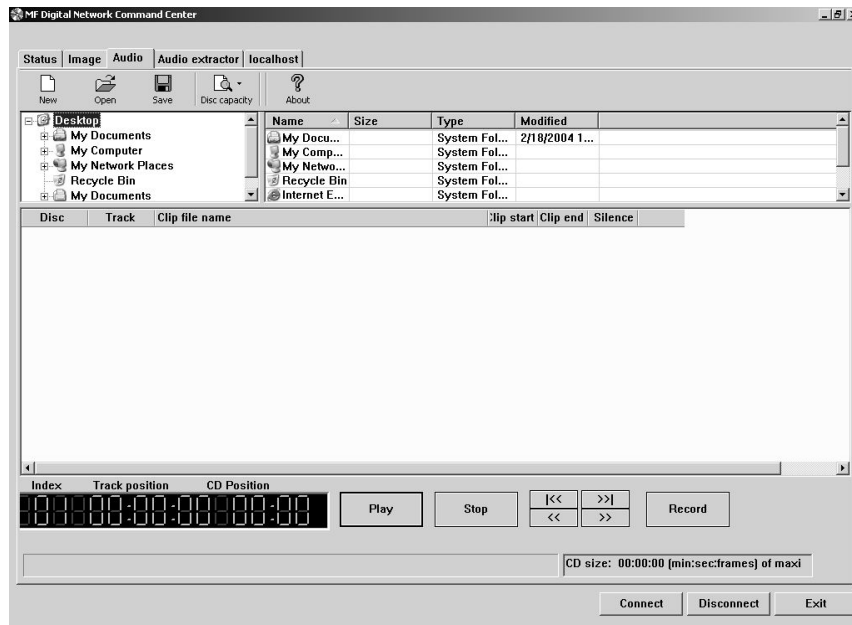 MF Digital Network Command Center
Status Image Audio Audio extractor localhost
New Open Save Disc capacity About
Desktop
My Documents
My Computer
My Network Places
Recycle Bin
My Documents
Name Size Type Modified
My Docu... System Fol... 2/18/2004 1...
My Comp... System Fol...
My Netwo... System Fol...
Recycle Bin System Fol...
Internet E... System Fol...
Disc Track Clip file name Clip start Clip end Silence
Index Track position CD Position
Play Stop |<< >>| Record
<< >>
CD size: 00:00:00 (min:sec:frames) of maxi
Connect Disconnect Exit